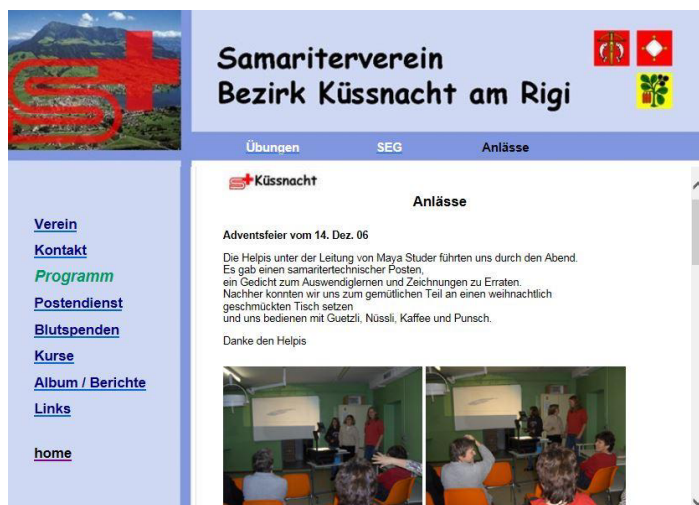 Samariterverein
Bezirk Küssnacht am Rigi
Übungen SEG Anlässe
Verein
Kontakt
Programm
Postendienst
Blutspenden
Kurse
Album / Berichte
Links
home
Küssnacht
Anlässe
Adventsfeier vom 14. Dez. 06
Die Helpis unter der Leitung von Maya Studer führten uns durch den Abend.
Es gab einen samaritertechnischer Posten,
ein Gedicht zum Auswendiglernen und Zeichnungen zu Erraten.
Nachher konnten wir uns zum gemütlichen Teil an einen weihnachtlich
geschmückten Tisch setzen
und uns bedienen mit Guetzli, Nüssli, Kaffee und Punsch.
Danke den Helpis